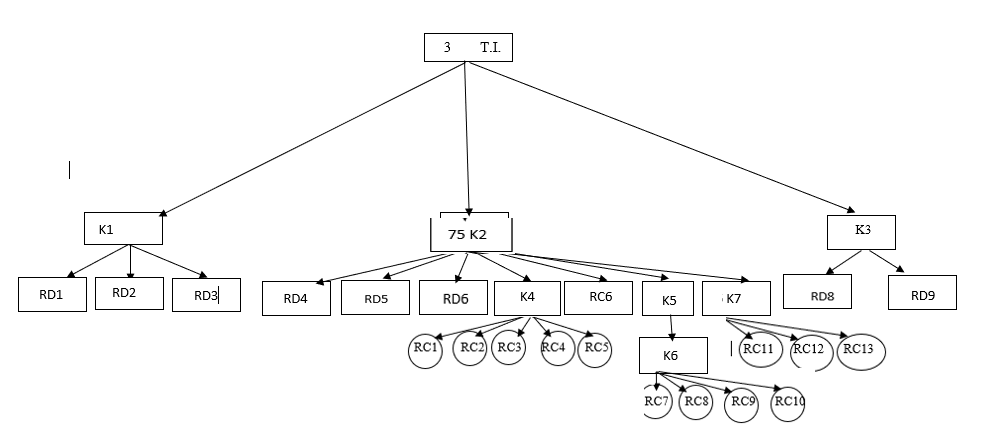 3 T.I.
K1
75 K2
K3
RD1
RD2
RD3
RD4
RD5
RD6
K4
RC6
K5
K7
RD8
RD9
RC1
RC2
RC3
RC4
RC5
K6
RC11
RC12
RC13
RC7
RC8
RC9
RC10